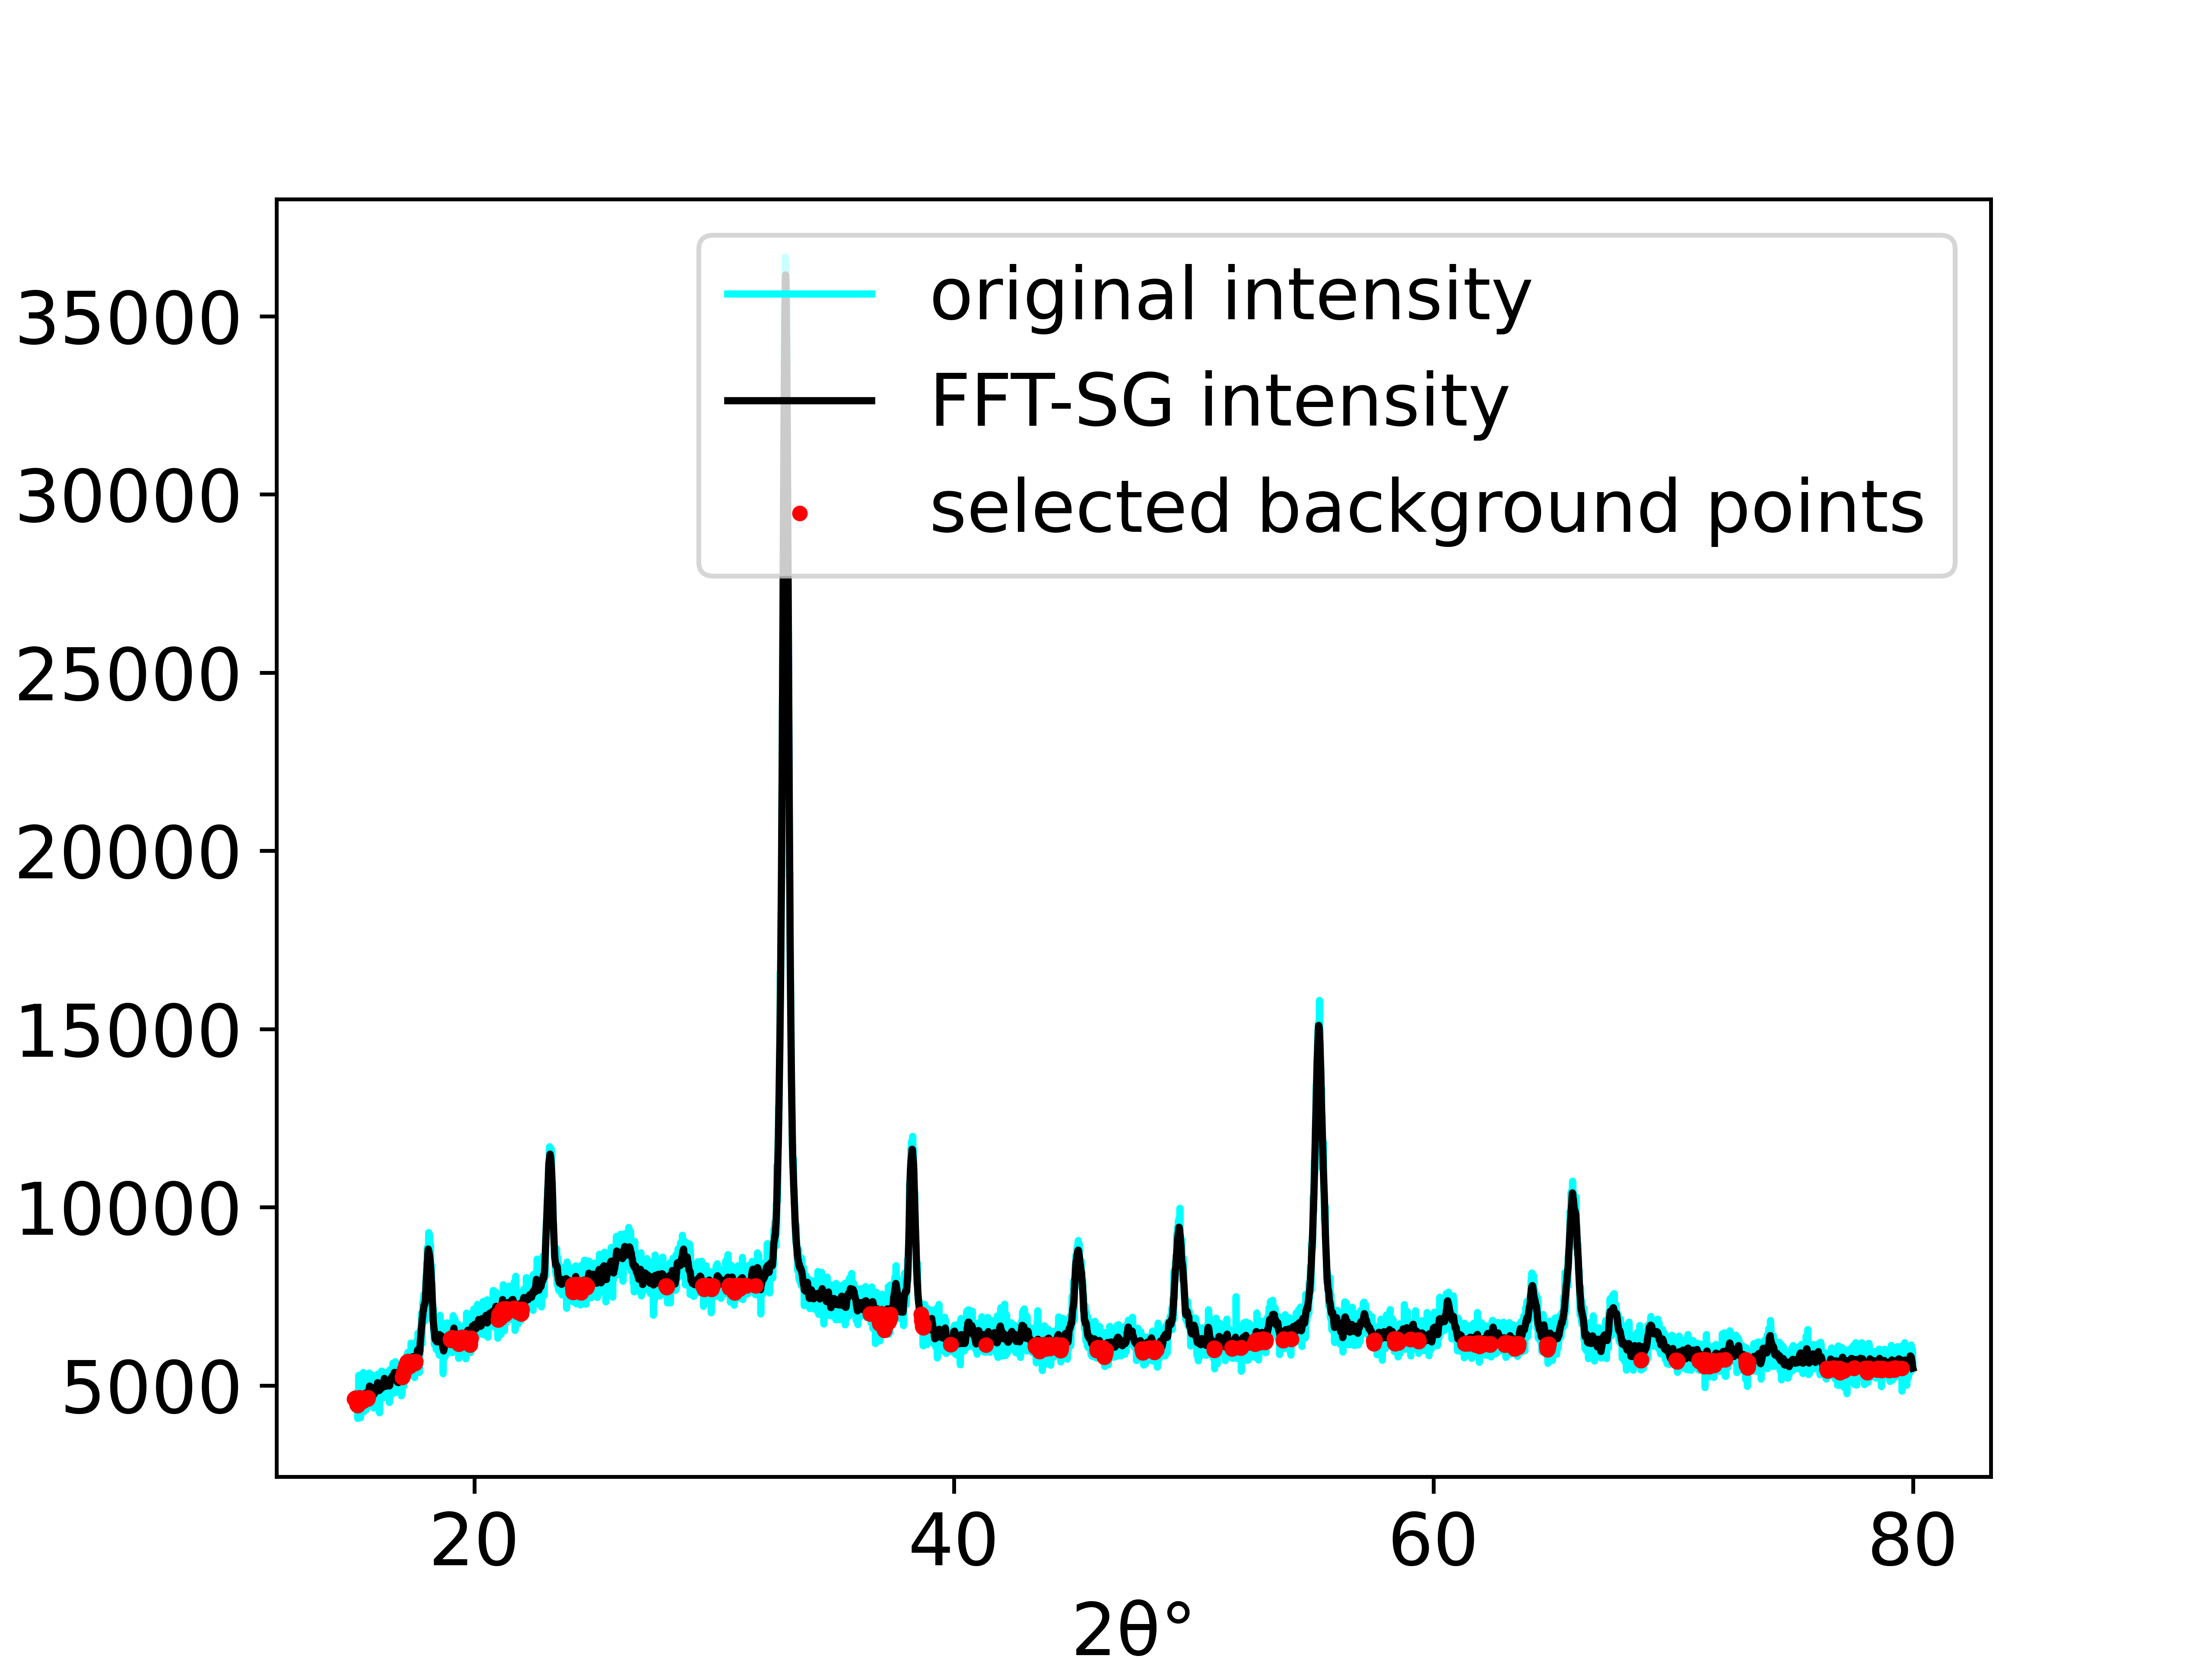 original intensity
FFT-SG intensity
selected background points
35000
30000
25000
20000
15000
10000
5000
20 40 60 80
2θ°